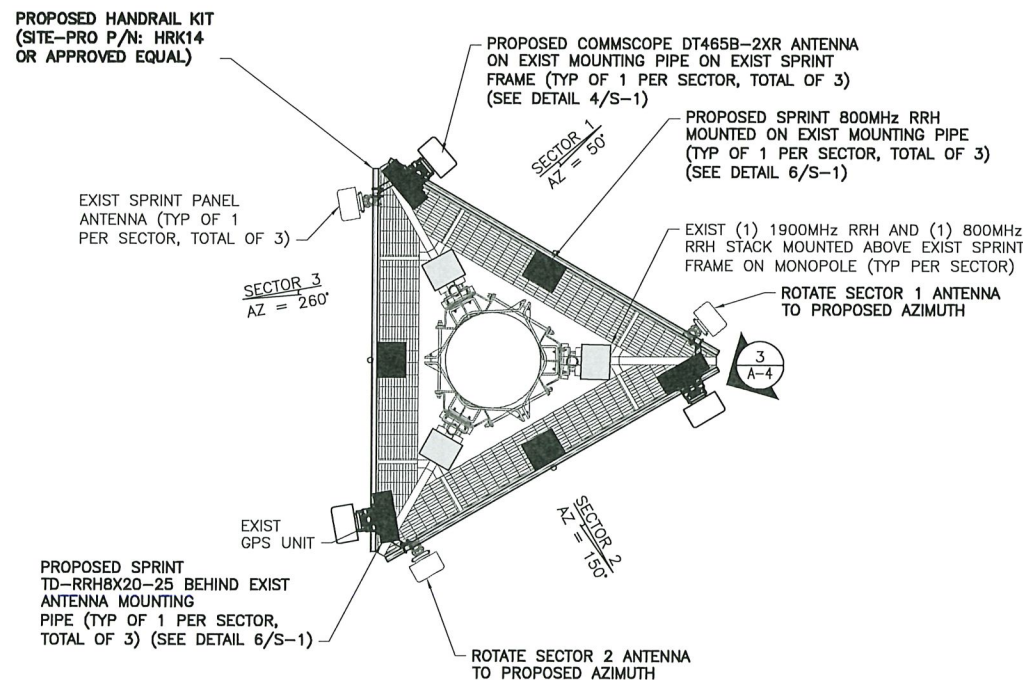 PROPOSED HANDRAIL KIT
(SITE-PRO P/N: HRK14
OR APPROVED EQUAL)
PROPOSED COMMSCOPE DT465B-2XR ANTENNA
ON EXIST MOUNTING PIPE ON EXIST SPRINT
FRAME (TYP OF 1 PER SECTOR, TOTAL OF 3)
(SEE DETAIL 4/S-1)
SECTOR 1
AZ = 50°
PROPOSED SPRINT 800MHz RRH
MOUNTED ON EXIST MOUNTING PIPE
(TYP OF 1 PER SECTOR, TOTAL OF 3)
(SEE DETAIL 6/S-1)
EXIST SPRINT PANEL
ANTENNA (TYP OF 1
PER SECTOR, TOTAL OF 3)
EXIST (1) 1900MHz RRH AND (1) 800MHz
RRH STACK MOUNTED ABOVE EXIST SPRINT
FRAME ON MONOPOLE (TYP PER SECTOR)
SECTOR 3
AZ = 260°
ROTATE SECTOR 1 ANTENNA
TO PROPOSED AZIMUTH
3
A-4
SECTOR 2
AZ = 150°
EXIST
GPS UNIT
PROPOSED SPRINT
TD-RRH8X20-25 BEHIND EXIST
ANTENNA MOUNTING
PIPE (TYP OF 1 PER SECTOR,
TOTAL OF 3) (SEE DETAIL 6/S-1)
ROTATE SECTOR 2 ANTENNA
TO PROPOSED AZIMUTH